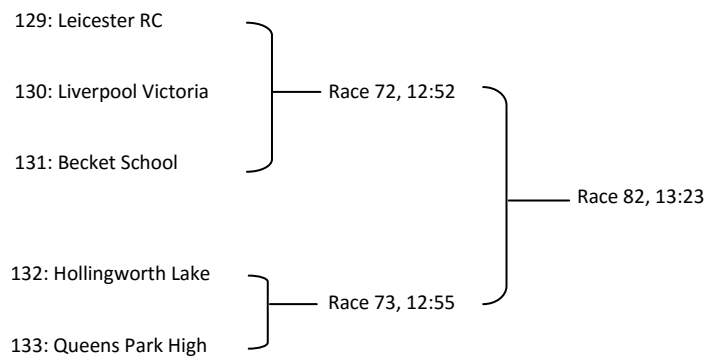 129: Leicester RC
130: Liverpool Victoria
Race 72, 12:52
131: Becket School
Race 82, 13:23
132: Hollingworth Lake
Race 73, 12:55
133: Queens Park High